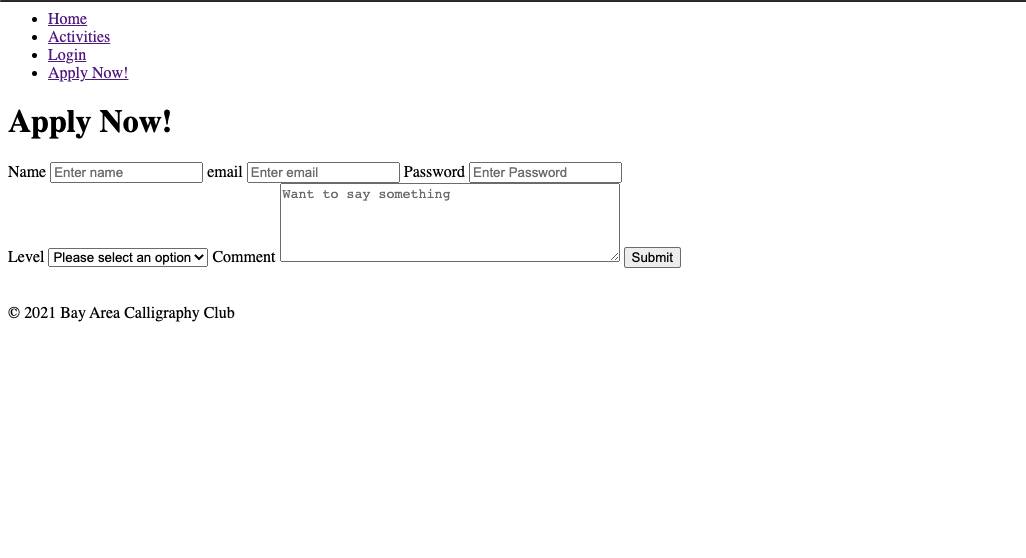 Home
Activities
Login
Apply Now!
Apply Now!
Name Enter name email Enter email Password Enter Password
Want to say something
Level Please select an option Comment Submit
© 2021 Bay Area Calligraphy Club